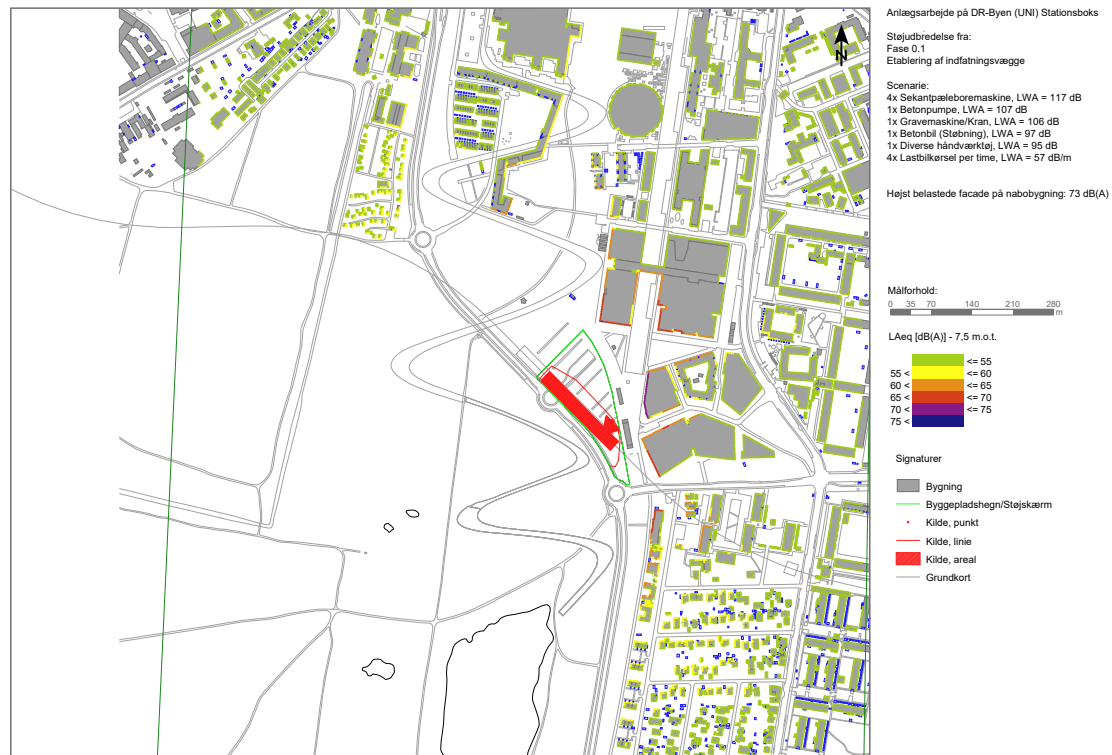 Anlægsarbejde på DR-Byen (UNI) Stationsboks
Støjudbredelse fra:
Fase 0.1
Etablering af indfatningsvægge
Scenarie:
4x Sekantpæleboremaskine, LWA = 117 dB
1x Betonpumpe, LWA = 107 dB
1x Gravemaskine/Kran, LWA = 106 dB
1x Betonbil (Støbning), LWA = 97 dB
1x Diverse håndværktøj, LWA = 95 dB
4x Lastbilkørsel per time, LWA = 57 dB/m
Højst belastede facade på nabobygning: 73 dB(A)
N
Målforhold:
0 35 70 140 210 280
m
LAeq [dB(A)] - 7,5 m.o.t.
<= 55
55 < <= 60
60 < <= 65
65 < <= 70
70 < <= 75
75 <
Signaturer
Bygning
Byggepladshegn/Støjskærm
Kilde, punkt
Kilde, linie
Kilde, areal
Grundkort